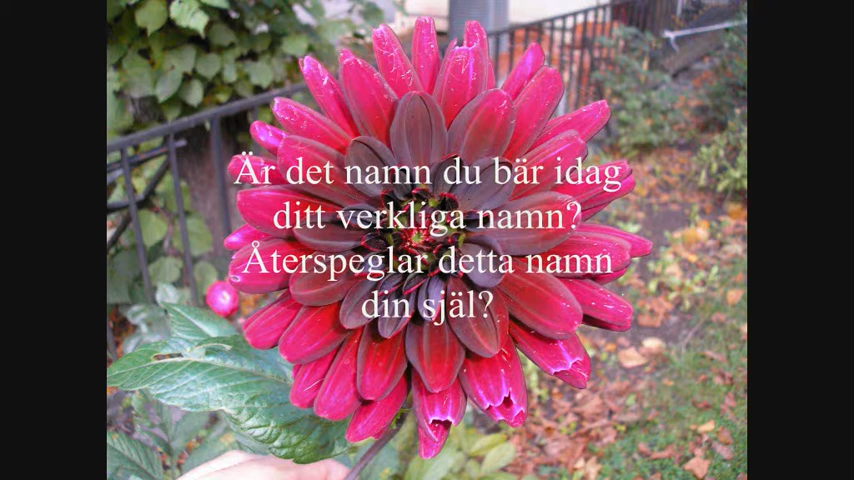 Är det namn du bär idag
ditt verkliga namn?
Återspeglar detta namn
din själ?